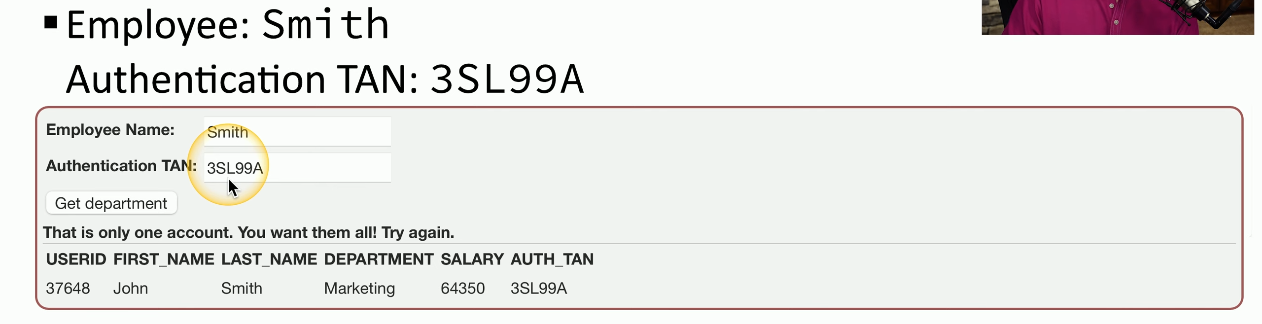 ▪ Employee: Smith
Authentication TAN: 3SL99A
Employee Name: Smith
Authentication TAN: 3SL99A
Get department
That is only one account. You want them all! Try again.
USERID FIRST_NAME LAST_NAME DEPARTMENT SALARY AUTH_TAN
37648 John Smith Marketing 64350 3SL99A